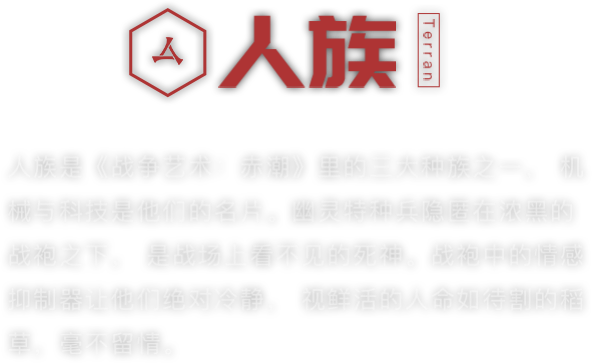 人
人族
Terran
人族是《战争艺术：赤潮》里的三大种族之一， 机
械与科技是他们的名片。幽灵特种兵隐匿在浓黑的
战袍之下， 是战场上看不见的死神。战袍中的情感
抑制器让他们绝对冷静， 视鲜活的人命如待割的稻
草，毫不留情。